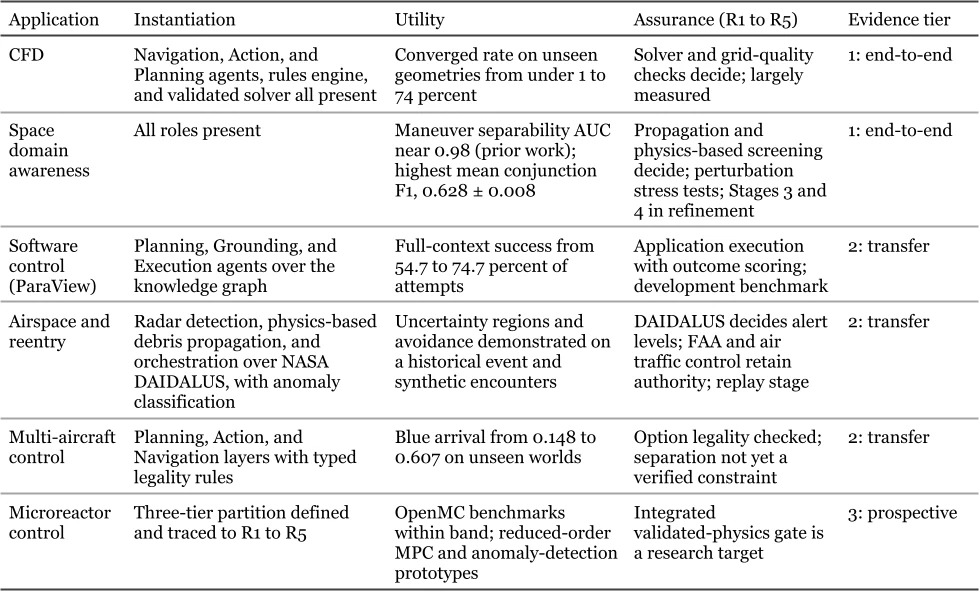 Application Instantiation Utility Assurance (R1 to R5) Evidence tier
CFD Navigation, Action, and Converged rate on unseen Solver and grid-quality 1: end-to-end
Planning agents, rules engine, geometries from under 1 to checks decide; largely
and validated solver all present 74 percent measured
Space All roles present Maneuver separability AUC Propagation and 1: end-to-end
domain near 0.98 (prior work); physics-based screening
awareness highest mean conjunction decide; perturbation
F1, 0.628 ± 0.008 stress tests; Stages 3 and
4 in refinement
Software Planning, Grounding, and Full-context success from Application execution 2: transfer
control Execution agents over the 54.7 to 74.7 percent of with outcome scoring;
(ParaView) knowledge graph attempts development benchmark
Airspace and Radar detection, physics-based Uncertainty regions and DAIDALUS decides alert 2: transfer
reentry debris propagation, and avoidance demonstrated on levels; FAA and air
orchestration over NASA a historical event and traffic control retain
DAIDALUS, with anomaly synthetic encounters authority; replay stage
classification
Multi-aircraft Planning, Action, and Blue arrival from 0.148 to Option legality checked; 2: transfer
control Navigation layers with typed 0.607 on unseen worlds separation not yet a
legality rules verified constraint
Microreactor Three-tier partition defined OpenMC benchmarks Integrated 3: prospective
control and traced to R1 to R5 within band; reduced-order validated-physics gate is
MPC and anomaly-detection a research target
prototypes